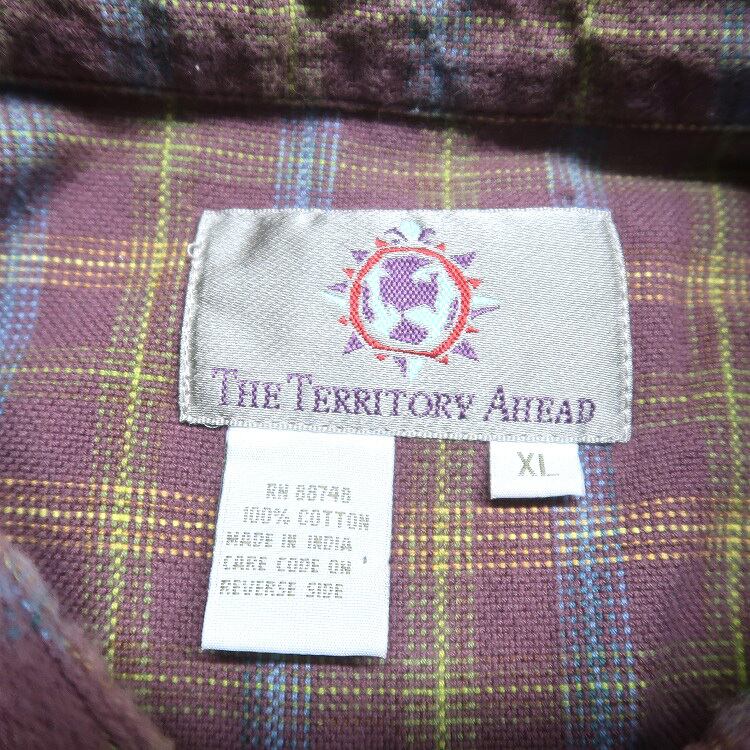 THE TERRITORY AHEAD
XL
RN 88748
100% COTTON
MADE IN INDIA
CARE CODE ON
REVERSE SIDE